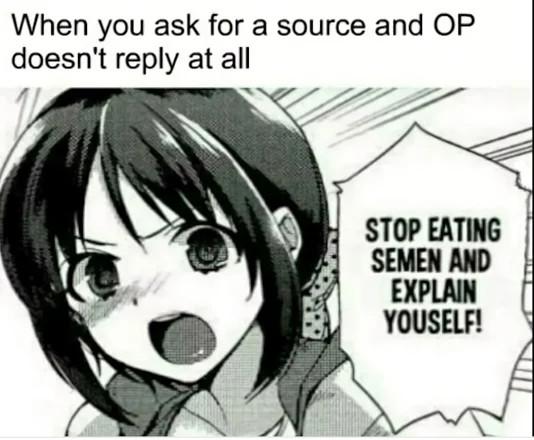 When you ask for a source and OP
doesn't reply at all
STOP EATING
SEMEN AND
EXPLAIN
YOUSELF!